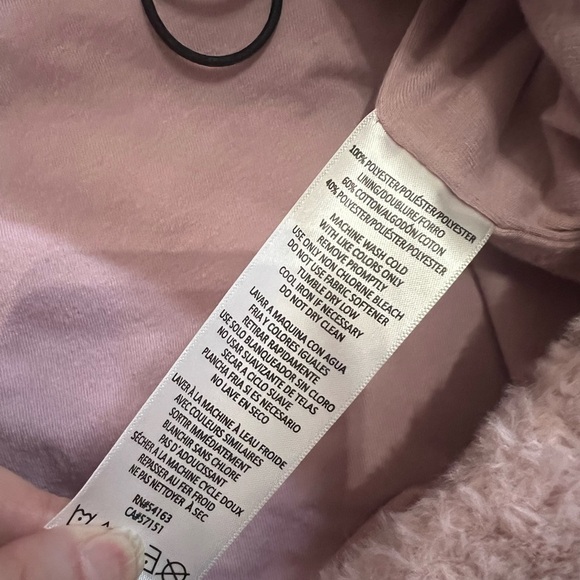 100% POLYESTER/POLIÉSTER/POLYESTER
LINING/DOUBLURE/FORRO
60% COTTON/ALGODÓN/COTON
40% POLYESTER/POLIÉSTER/POLYESTER
MACHINE WASH COLD
WITH LIKE COLORS ONLY
REMOVE PROMPTLY
USE ONLY NON CHLORINE BLEACH
DO NOT USE FABRIC SOFTENER
TUMBLE DRY LOW
COOL IRON IF NECESSARY
DO NOT DRY CLEAN
LAVAR A MAQUINA CON AGUA
FRIA Y COLORES IGUALES
RETIRAR RAPIDAMENTE
USE SOLO BLANQUEADOR SIN CLORO
NO USAR SUAVIZANTE DE TELAS
SECAR A CICLO SUAVE
PLANCHA FRIA SI ES NECESARIO
NO LAVE EN SECO
LAVER À LA MACHINE À L'EAU FROIDE
AVEC COULEURS SIMILAIRES
SORTIR IMMÉDIATEMENT
BLANCHIR SANS CHLORE
PAS D'ADOUCISSANT
SÉCHER À LA MACHINE CYCLE DOUX
REPASSER AU FER FROID
NE PAS NETTOYER À SEC
RN#54163
CA#57151